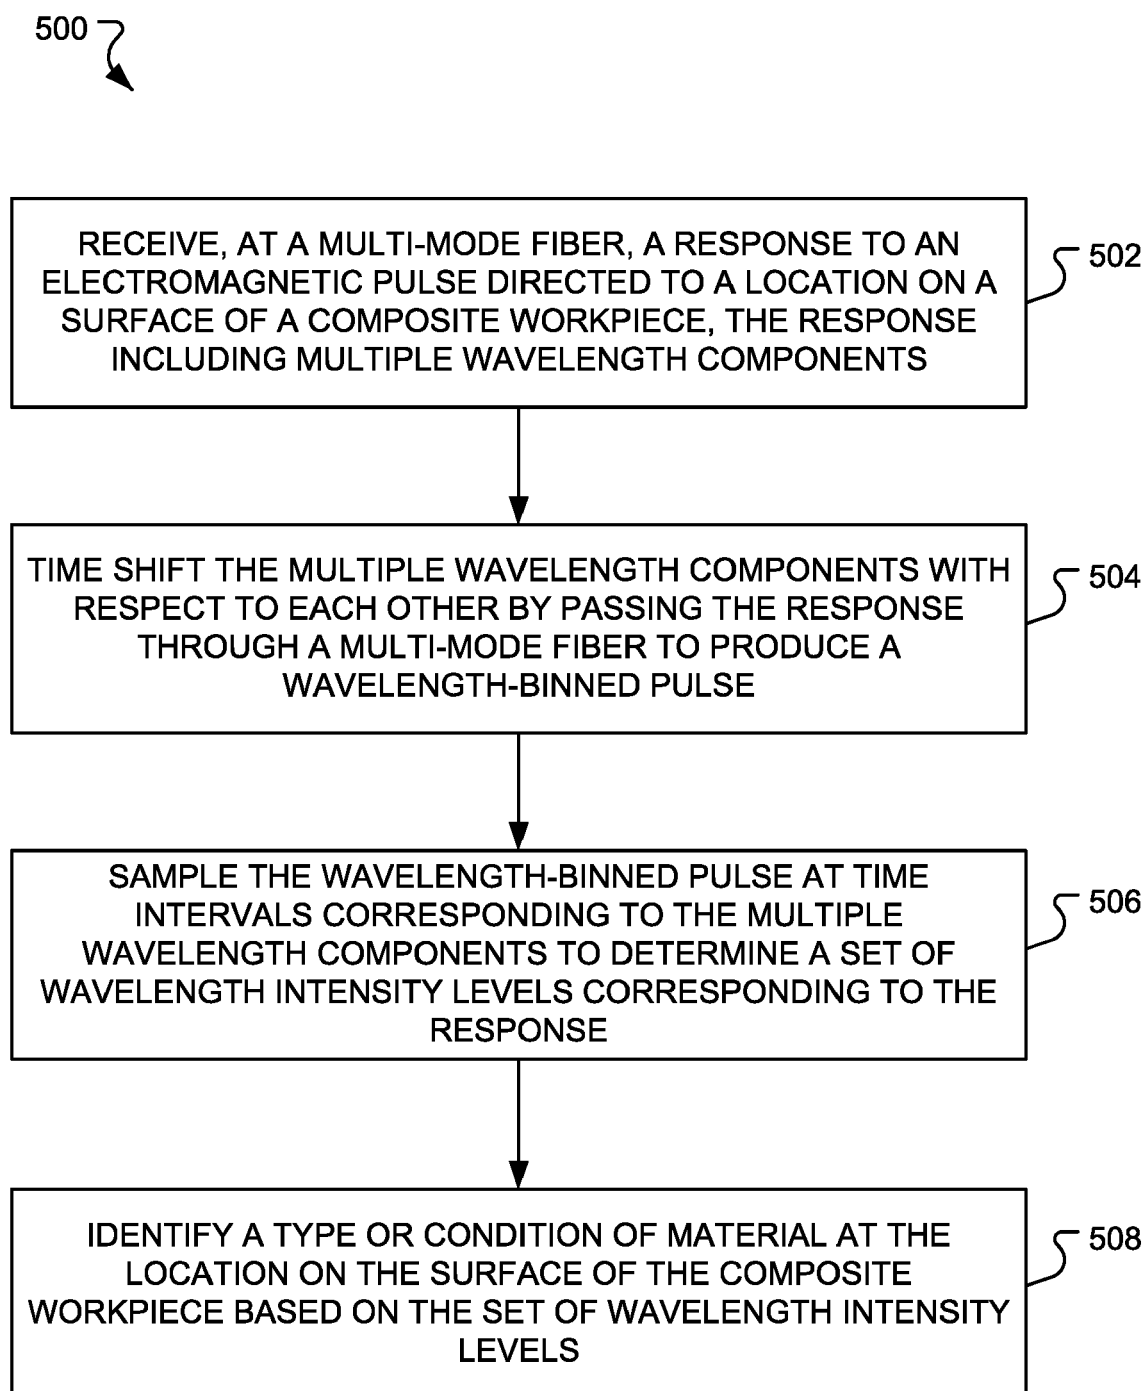 500
RECEIVE, AT A MULTI-MODE FIBER, A RESPONSE TO AN
ELECTROMAGNETIC PULSE DIRECTED TO A LOCATION ON A
SURFACE OF A COMPOSITE WORKPIECE, THE RESPONSE
INCLUDING MULTIPLE WAVELENGTH COMPONENTS
502
TIME SHIFT THE MULTIPLE WAVELENGTH COMPONENTS WITH
RESPECT TO EACH OTHER BY PASSING THE RESPONSE
THROUGH A MULTI-MODE FIBER TO PRODUCE A
WAVELENGTH-BINNED PULSE
504
SAMPLE THE WAVELENGTH-BINNED PULSE AT TIME
INTERVALS CORRESPONDING TO THE MULTIPLE
WAVELENGTH COMPONENTS TO DETERMINE A SET OF
WAVELENGTH INTENSITY LEVELS CORRESPONDING TO THE
RESPONSE
506
IDENTIFY A TYPE OR CONDITION OF MATERIAL AT THE
LOCATION ON THE SURFACE OF THE COMPOSITE
WORKPIECE BASED ON THE SET OF WAVELENGTH INTENSITY
LEVELS
508